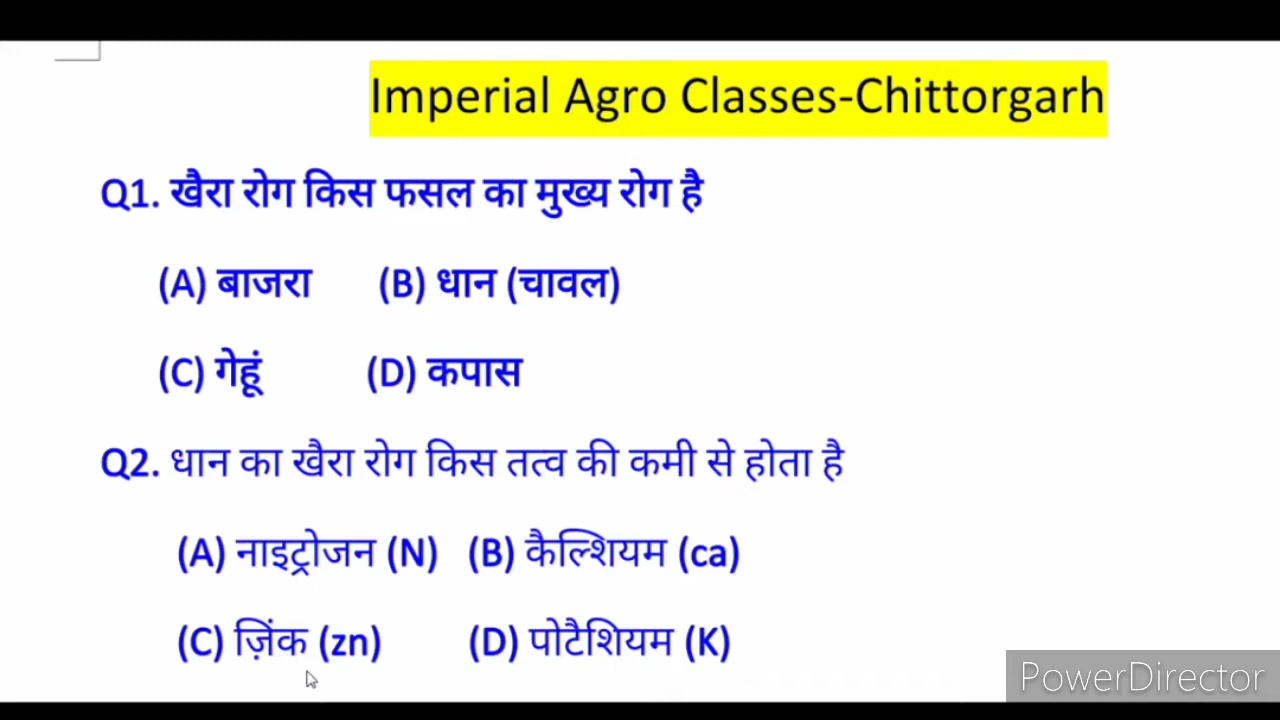 Imperial Agro Classes-Chittorgarh
Q1. खैरा रोग किस फसल का मुख्य रोग है
(A) बाजरा (B) धान (चावल)
(C) गेहूं (D) कपास
Q2. धान का खैरा रोग किस तत्व की कमी से होता है
(A) नाइट्रोजन (N) (B) कैल्शियम (ca)
(C) ज़िंक (zn) (D) पोटैशियम (K)
PowerDirector